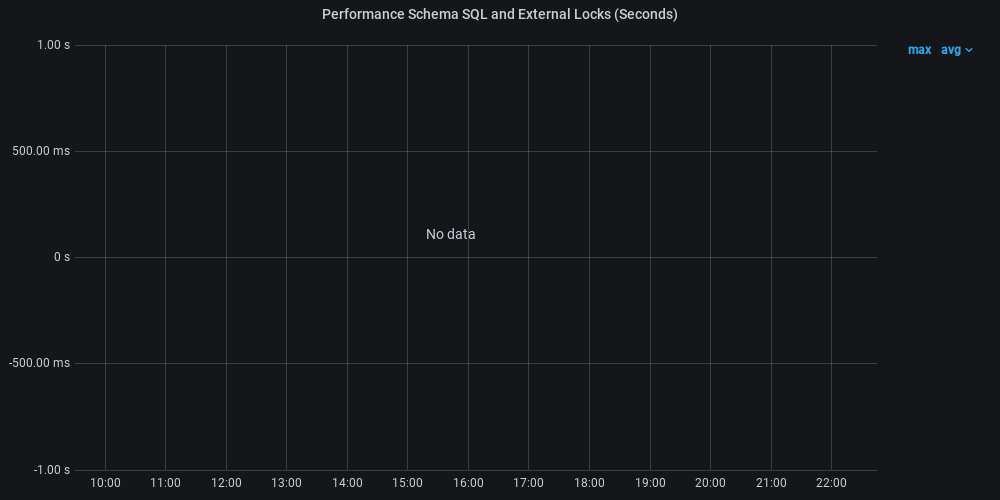 Performance Schema SQL and External Locks (Seconds)
max avg
1.00 s
500.00 ms
No data
0 s
-500.00 ms
-1.00 s
10:00 11:00 12:00 13:00 14:00 15:00 16:00 17:00 18:00 19:00 20:00 21:00 22:00